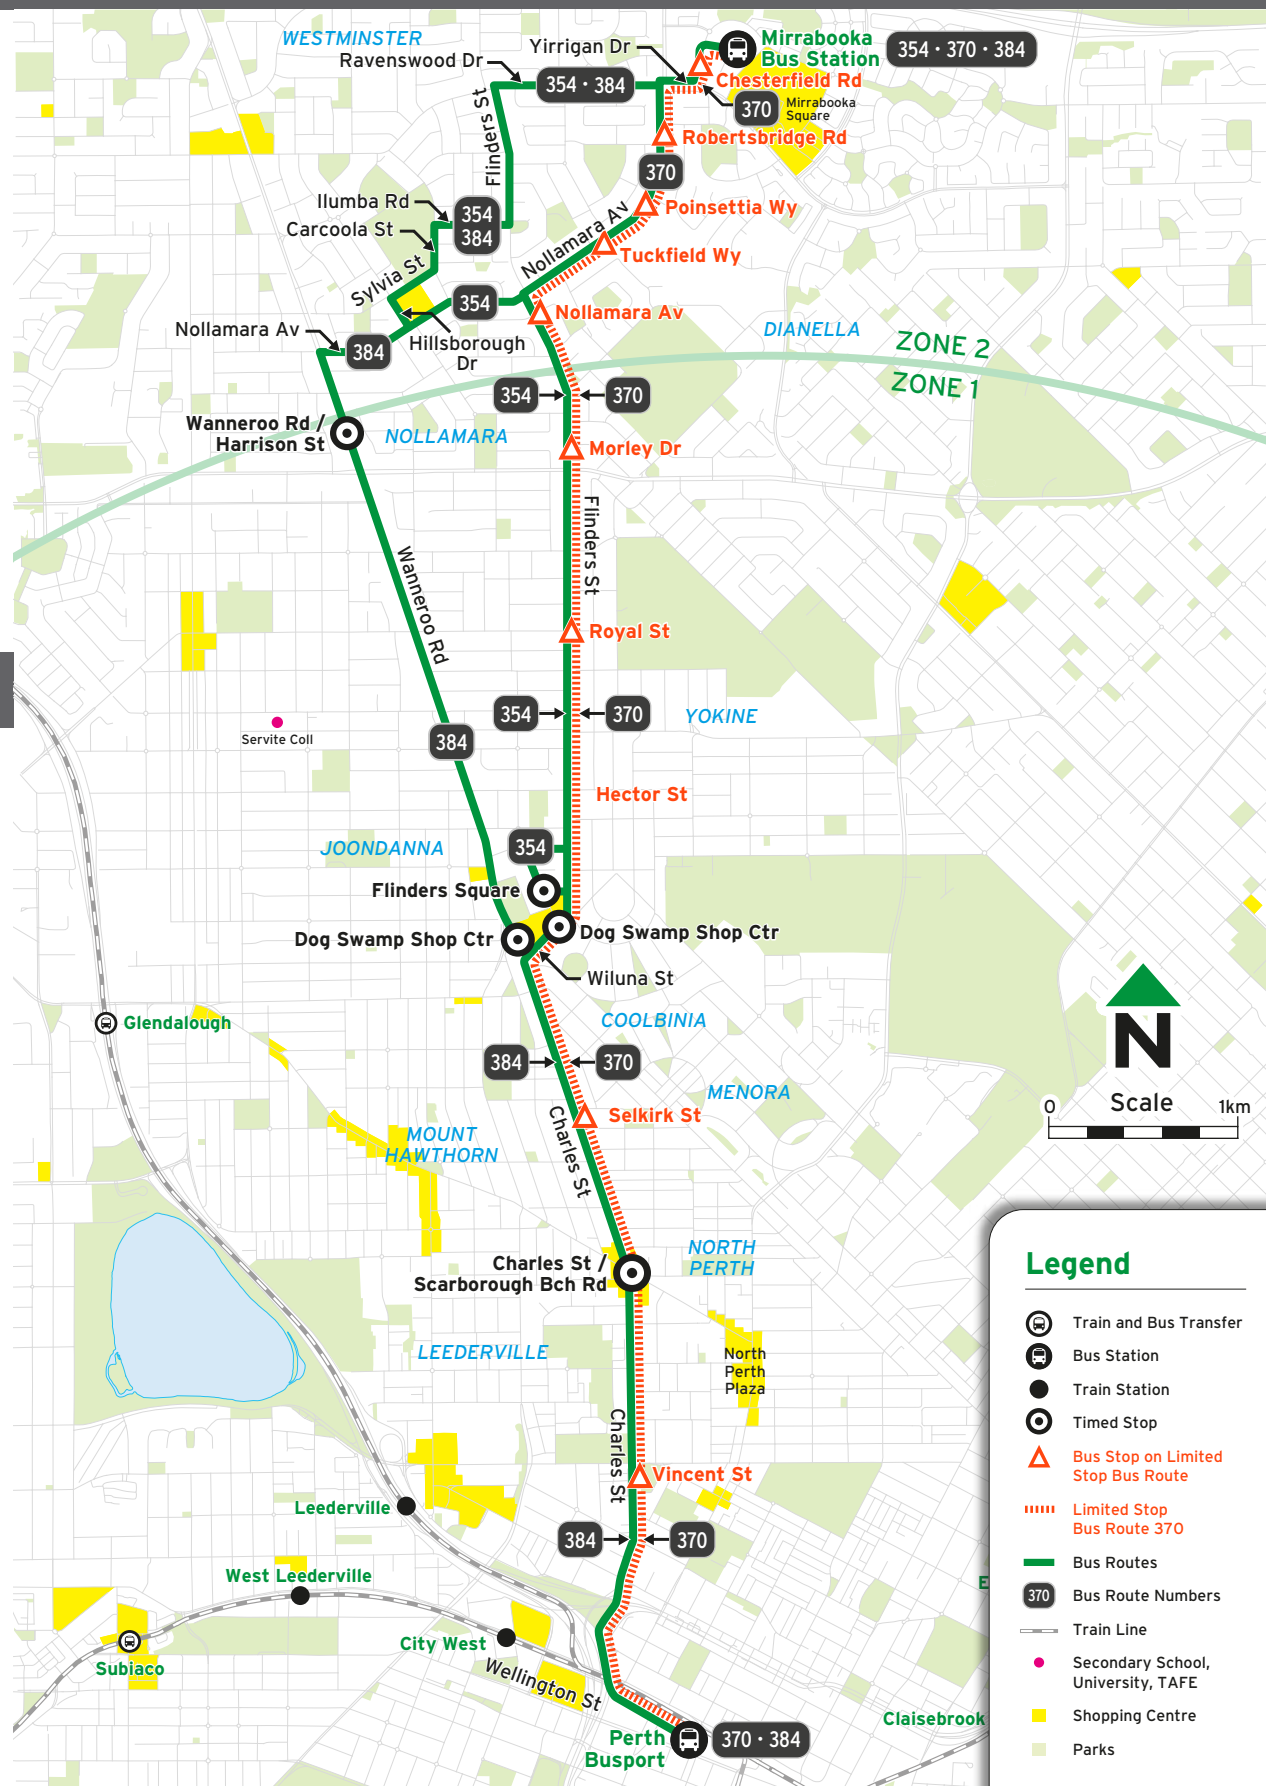 WESTMINSTER
Ravenswood Dr
Yirrigan Dr
Mirrabooka
Bus Station
354 · 370 · 384
354 · 384
Chesterfield Rd
370
Mirrabooka
Square
Flinders St
Robertsbridge Rd
370
Ilumba Rd
354
384
Carcoola St
Poinsettia Wy
Nollamara Av
Tuckfield Wy
Sylvia St
354
Nollamara Av
Nollamara Av
384
Hillsborough
Dr
DIANELLA
ZONE 2
ZONE 1
354
370
Wanneroo Rd /
Harrison St
NOLLAMARA
Morley Dr
Flinders St
Wanneroo Rd
Royal St
354
370
YOKINE
Servite Coll
384
Hector St
JOONDANNA
354
Flinders Square
Dog Swamp Shop Ctr
Dog Swamp Shop Ctr
Wiluna St
Glendalough
COOLBINIA
384
370
MENORA
N
Scale
0
1km
Selkirk St
Charles St
MOUNT
HAWTHORN
NORTH
PERTH
Charles St /
Scarborough Bch Rd
LEEDERVILLE
North
Perth
Plaza
Charles St
Vincent St
Leederville
384
370
West Leederville
E
City West
Subiaco
Wellington St
Claisebrook
Perth
Busport
370 · 384
Legend
Train and Bus Transfer
Bus Station
Train Station
Timed Stop
Bus Stop on Limited
Stop Bus Route
Limited Stop
Bus Route 370
Bus Routes
370
Bus Route Numbers
Train Line
Secondary School,
University, TAFE
Shopping Centre
Parks